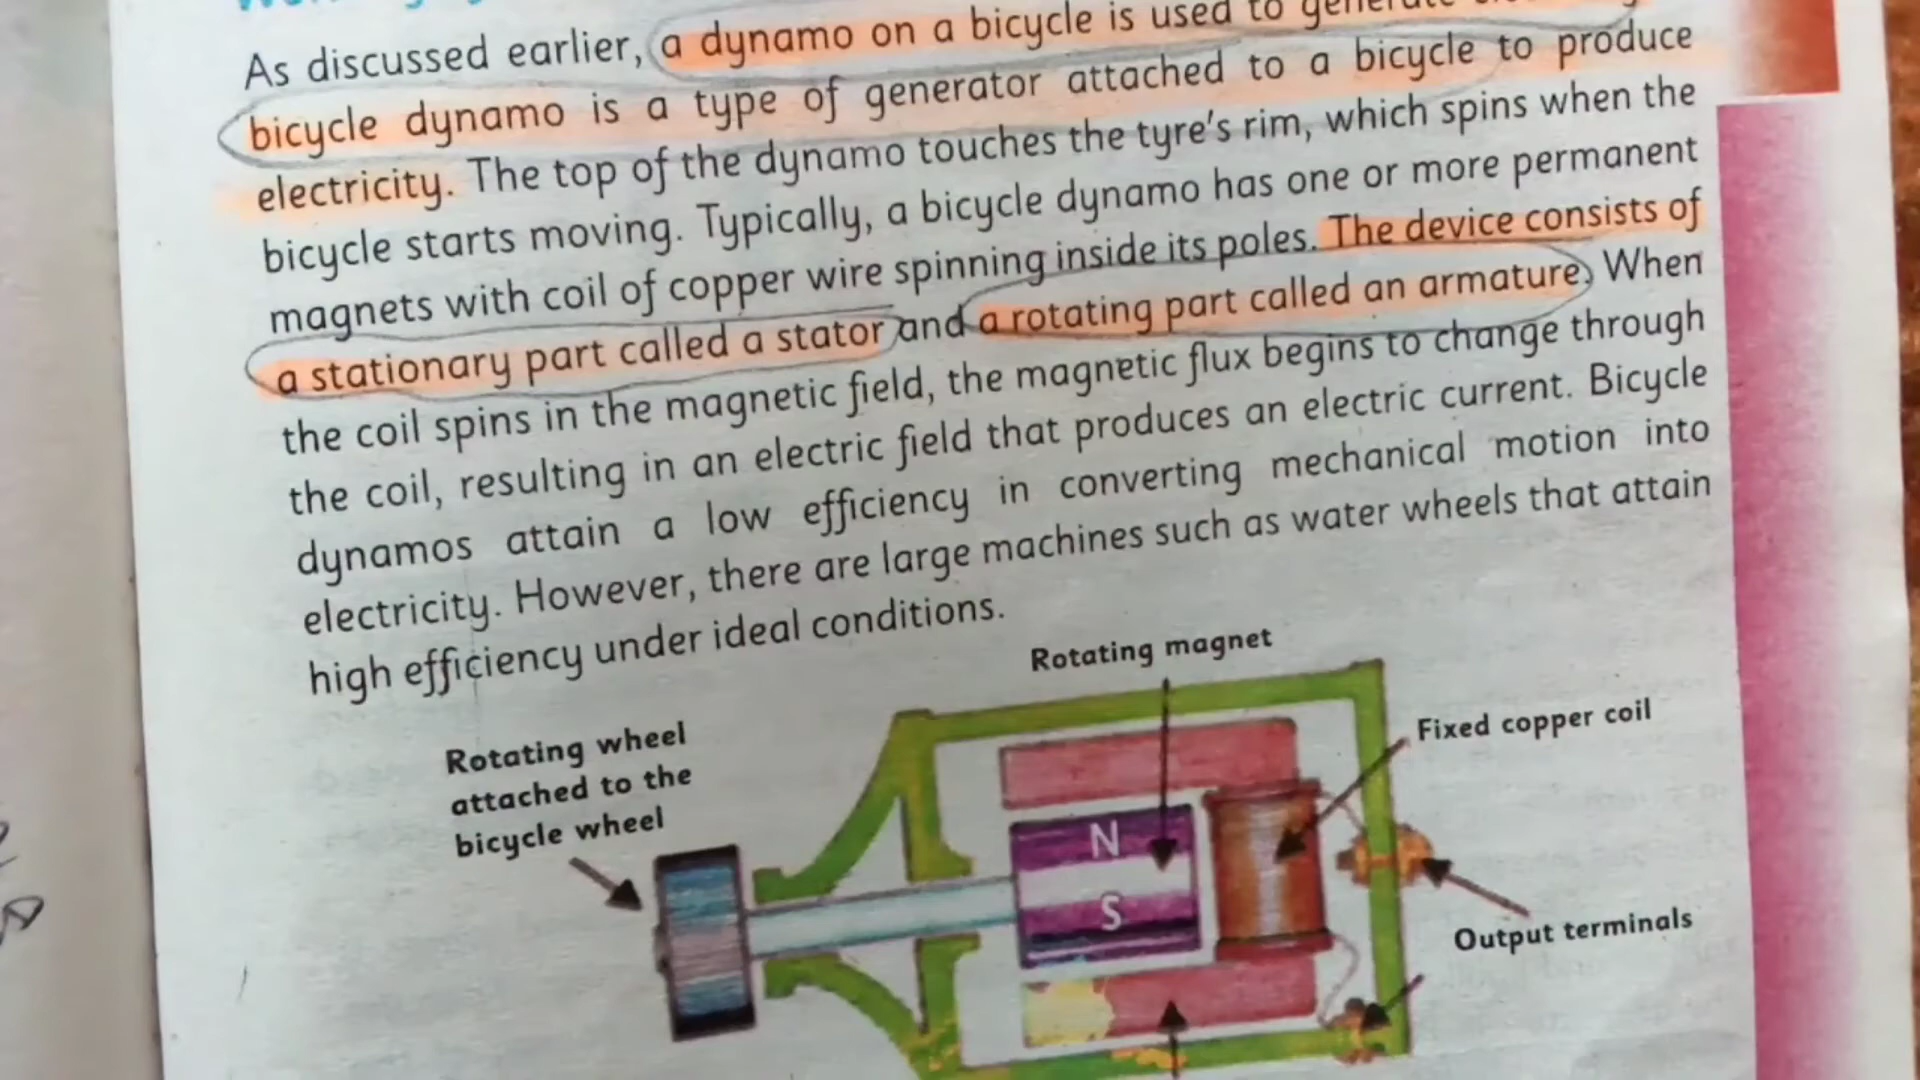 As discussed earlier, a dynamo on a bicycle is used to generate
bicycle dynamo is a type of generator attached to a bicycle to produce
electricity. The top of the dynamo touches the tyre's rim, which spins when the
bicycle starts moving. Typically, a bicycle dynamo has one or more permanent
magnets with coil of copper wire spinning inside its poles. The device consists of
a stationary part called a stator and a rotating part called an armature. When
the coil spins in the magnetic field, the magnetic flux begins to change through
the coil, resulting in an electric field that produces an electric current. Bicycle
dynamos attain a low efficiency in converting mechanical motion into
electricity. However, there are large machines such as water wheels that attain
high efficiency under ideal conditions.
Rotating magnet
Fixed copper coil
Rotating wheel
attached to the
bicycle wheel
N
S
Output terminals